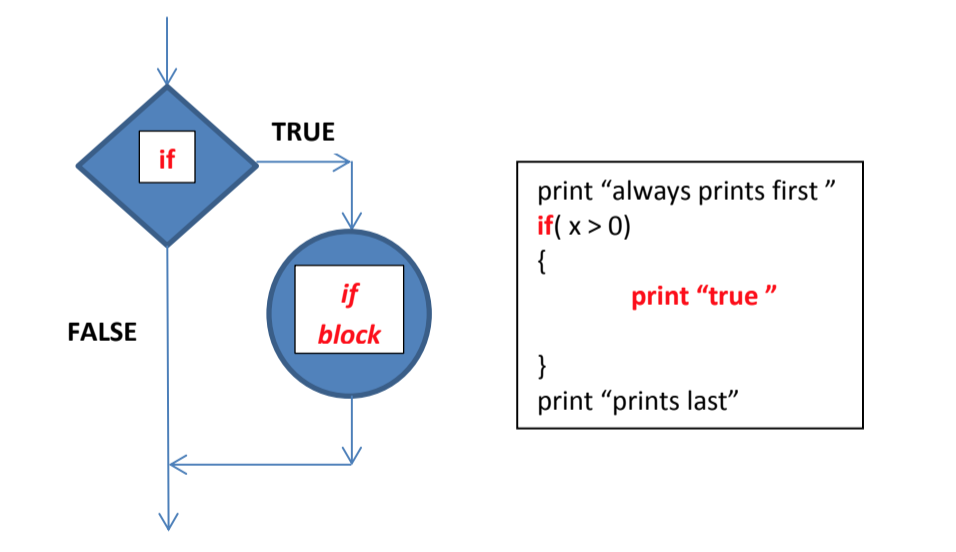 if
TRUE
if
block
FALSE
print “always prints first ”
if( x > 0)
{
print “true ”
}
print “prints last”